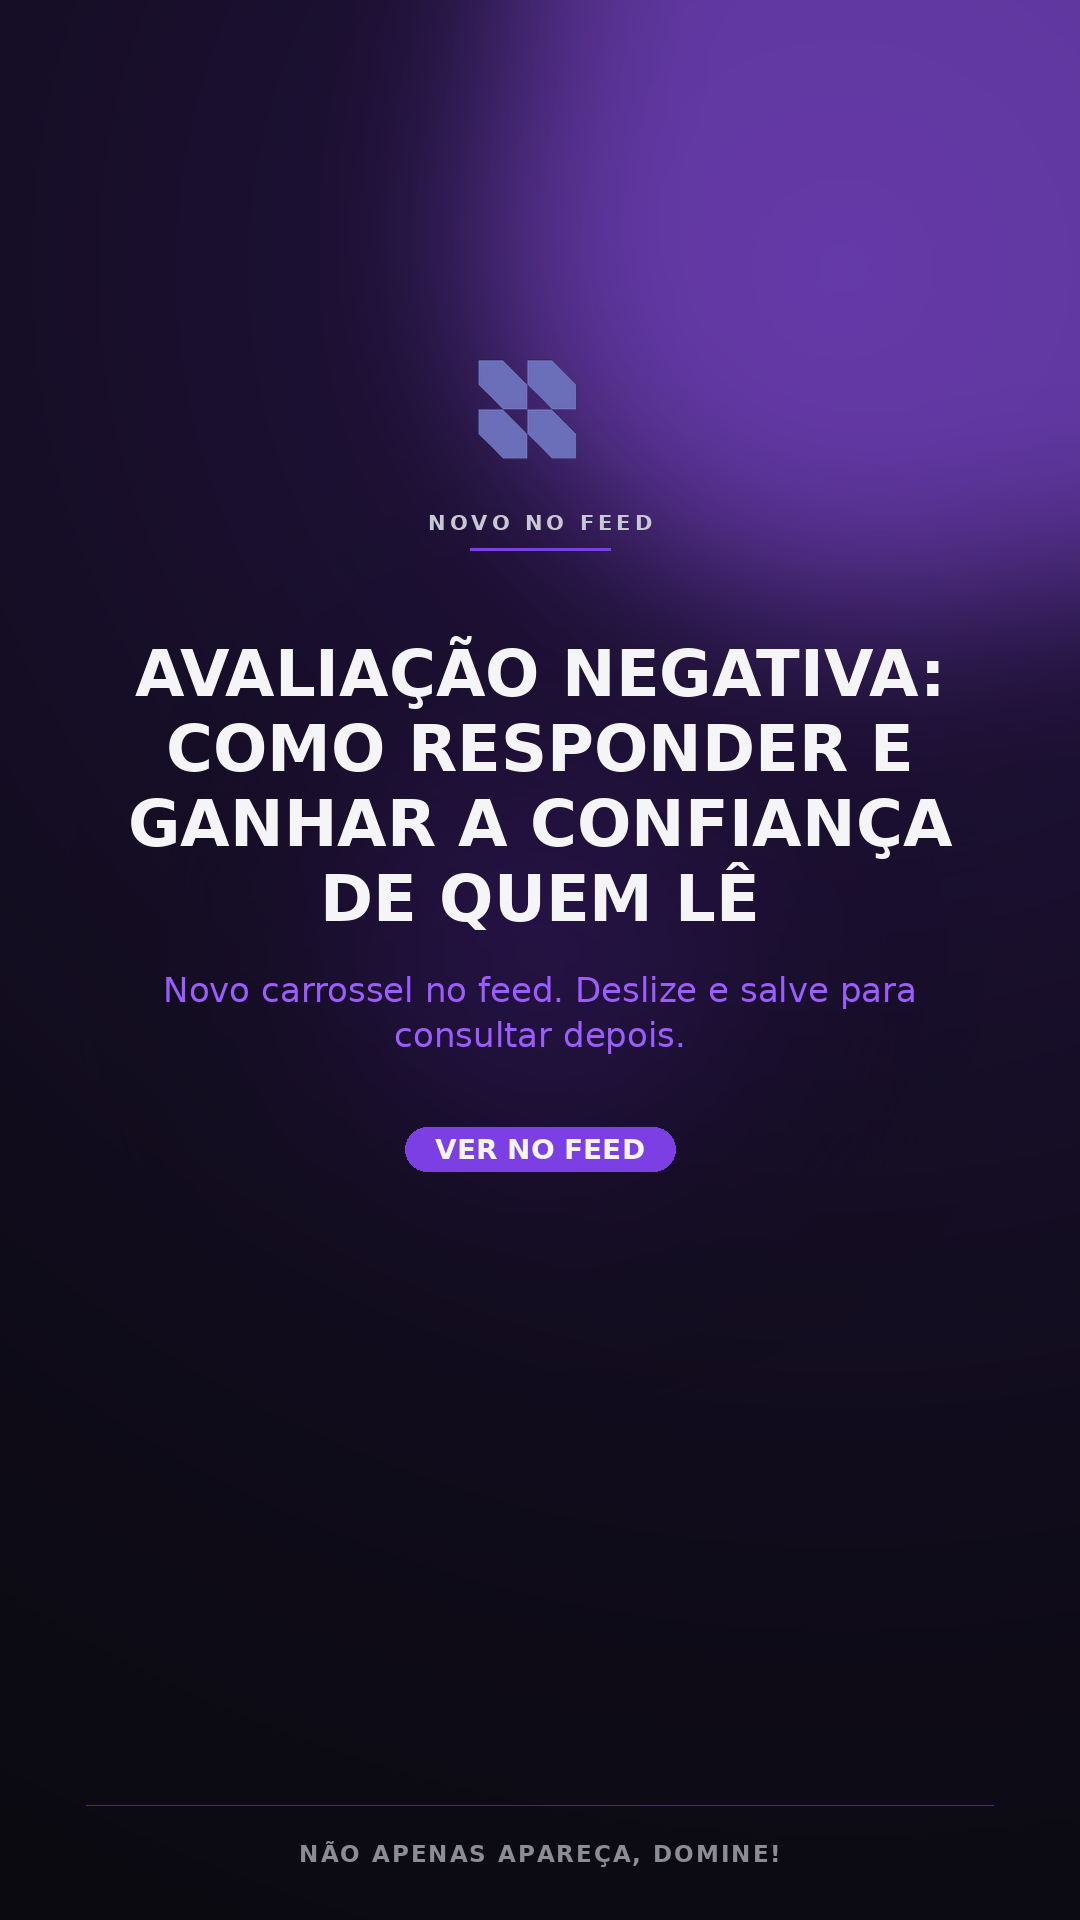 NOVO NO FEED
AVALIAÇÃO NEGATIVA:
COMO RESPONDER E
GANHAR A CONFIANÇA
DE QUEM LÊ
Novo carrossel no feed. Deslize e salve para
consultar depois.
VER NO FEED
NÃO APENAS APAREÇA, DOMINE!